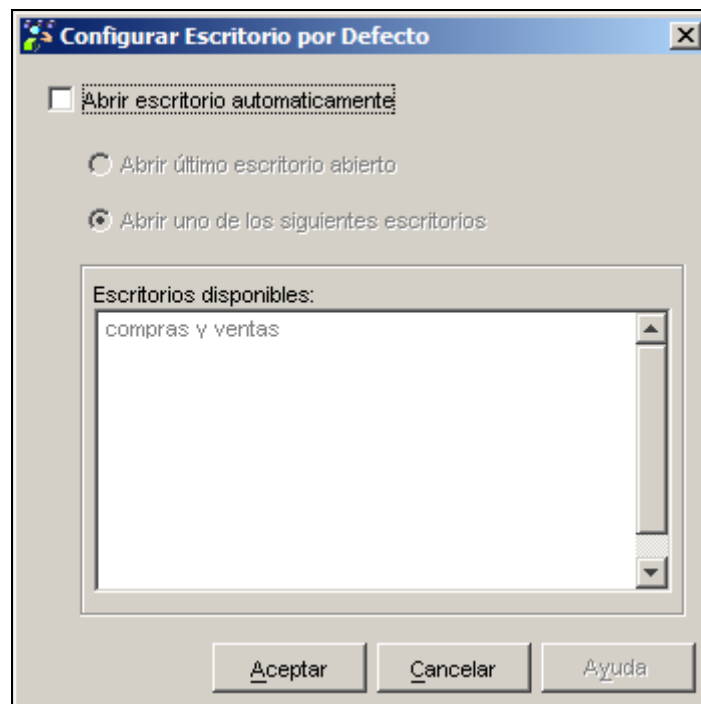 Configurar Escritorio por Defecto
Abrir escritorio automaticamente
Abrir último escritorio abierto
Abrir uno de los siguientes escritorios
Escritorios disponibles:
compras y ventas
Aceptar
Cancelar
Ayuda